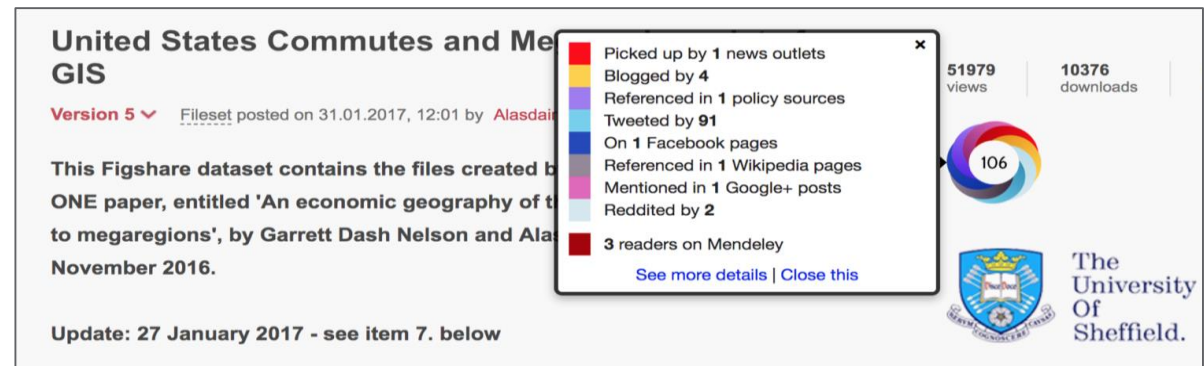 United States Commutes and Me
GIS
Version 5 Fileset posted on 31.01.2017, 12:01 by Alasdair
This Figshare dataset contains the files created b
ONE paper, entitled 'An economic geography of t
to megaregions', by Garrett Dash Nelson and Alas
November 2016.
Update: 27 January 2017 - see item 7. below
×
Picked up by 1 news outlets
Blogged by 4
Referenced in 1 policy sources
Tweeted by 91
On 1 Facebook pages
Referenced in 1 Wikipedia pages
Mentioned in 1 Google+ posts
Reddited by 2
3 readers on Mendeley
See more details | Close this
51979
views
10376
downloads
106
The
University
Of
Sheffield.